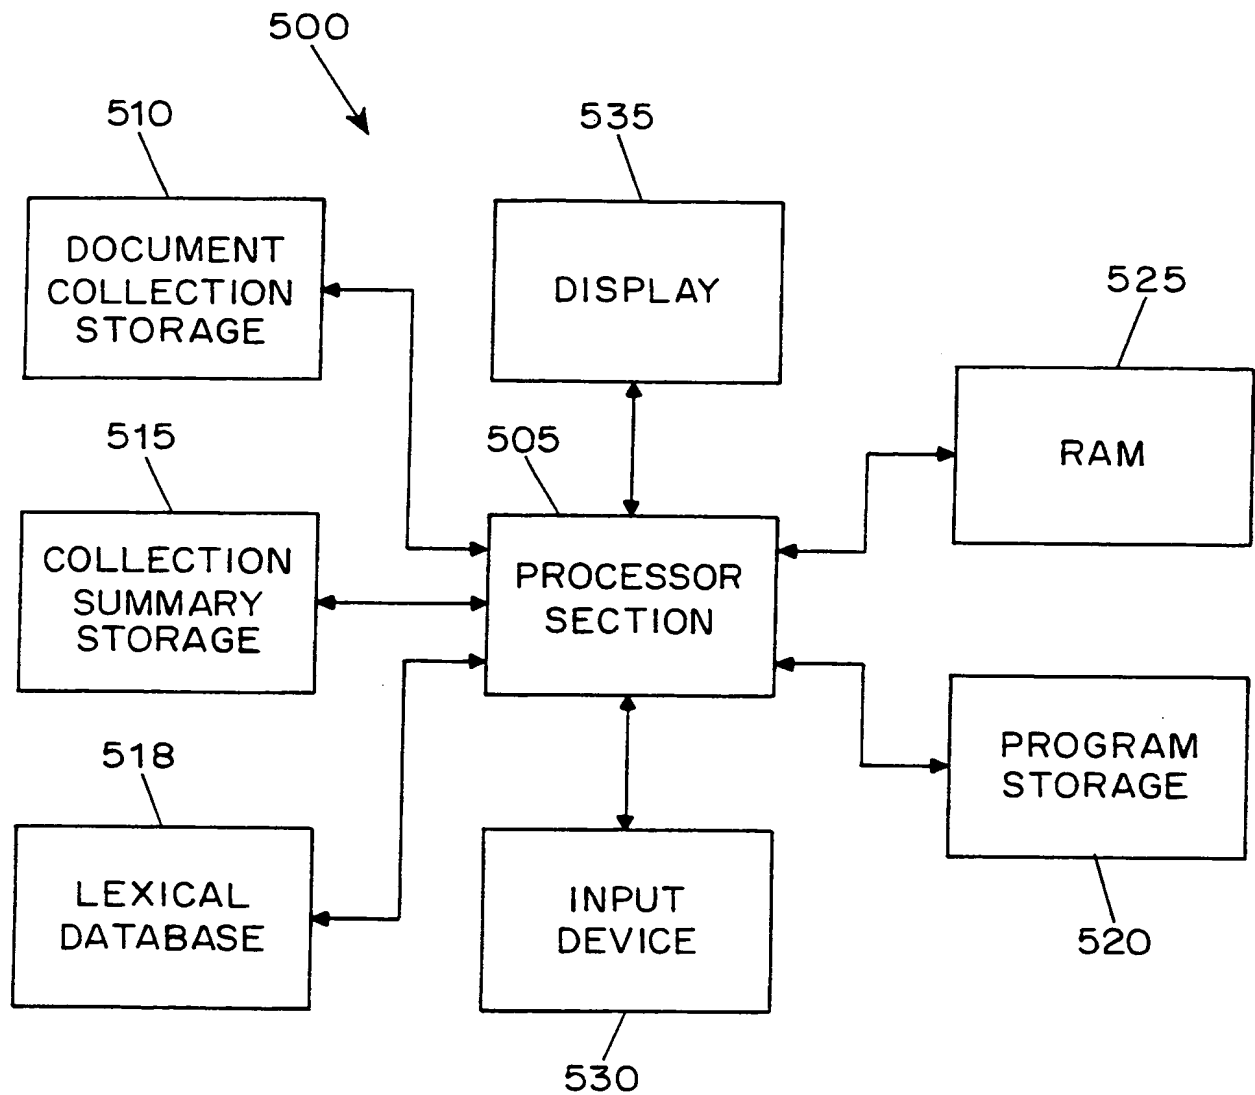 500
510
535
DOCUMENT
COLLECTION
STORAGE
DISPLAY
525
RAM
515
505
COLLECTION
SUMMARY
STORAGE
PROCESSOR
SECTION
518
PROGRAM
STORAGE
LEXICAL
DATABASE
INPUT
DEVICE
520
530